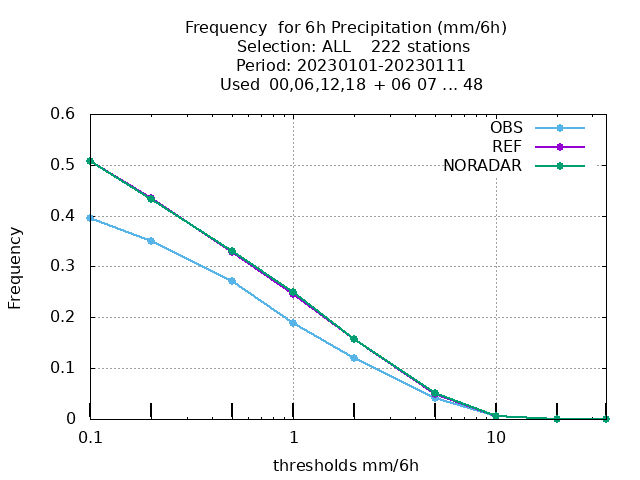 Frequency  for 6h Precipitation (mm/6h)
Selection: ALL    222 stations
Period: 20230101-20230111
Used  00,06,12,18  + 06 07 ... 48
OBS
REF
NORADAR
0.6
0.5
0.4
0.3
0.2
0.1
0
Frequency
0.1
1
10
thresholds mm/6h